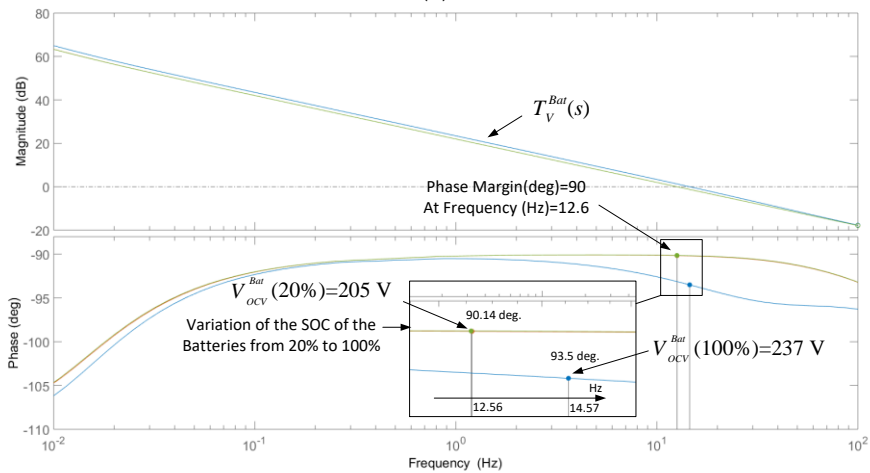 80
60
40
20
0
-20
Magnitude (dB)
T_V^Bat(s)
Phase Margin(deg)=90
At Frequency (Hz)=12.6
-90
-95
-100
-105
-110
Phase (deg)
V_OCV^Bat (20%)=205 V
Variation of the SOC of the
Batteries from 20% to 100%
90.14 deg.
93.5 deg.
V_OCV^Bat (100%)=237 V
Hz
12.56
14.57
10^-2
10^-1
10^0
10^1
10^2
Frequency (Hz)